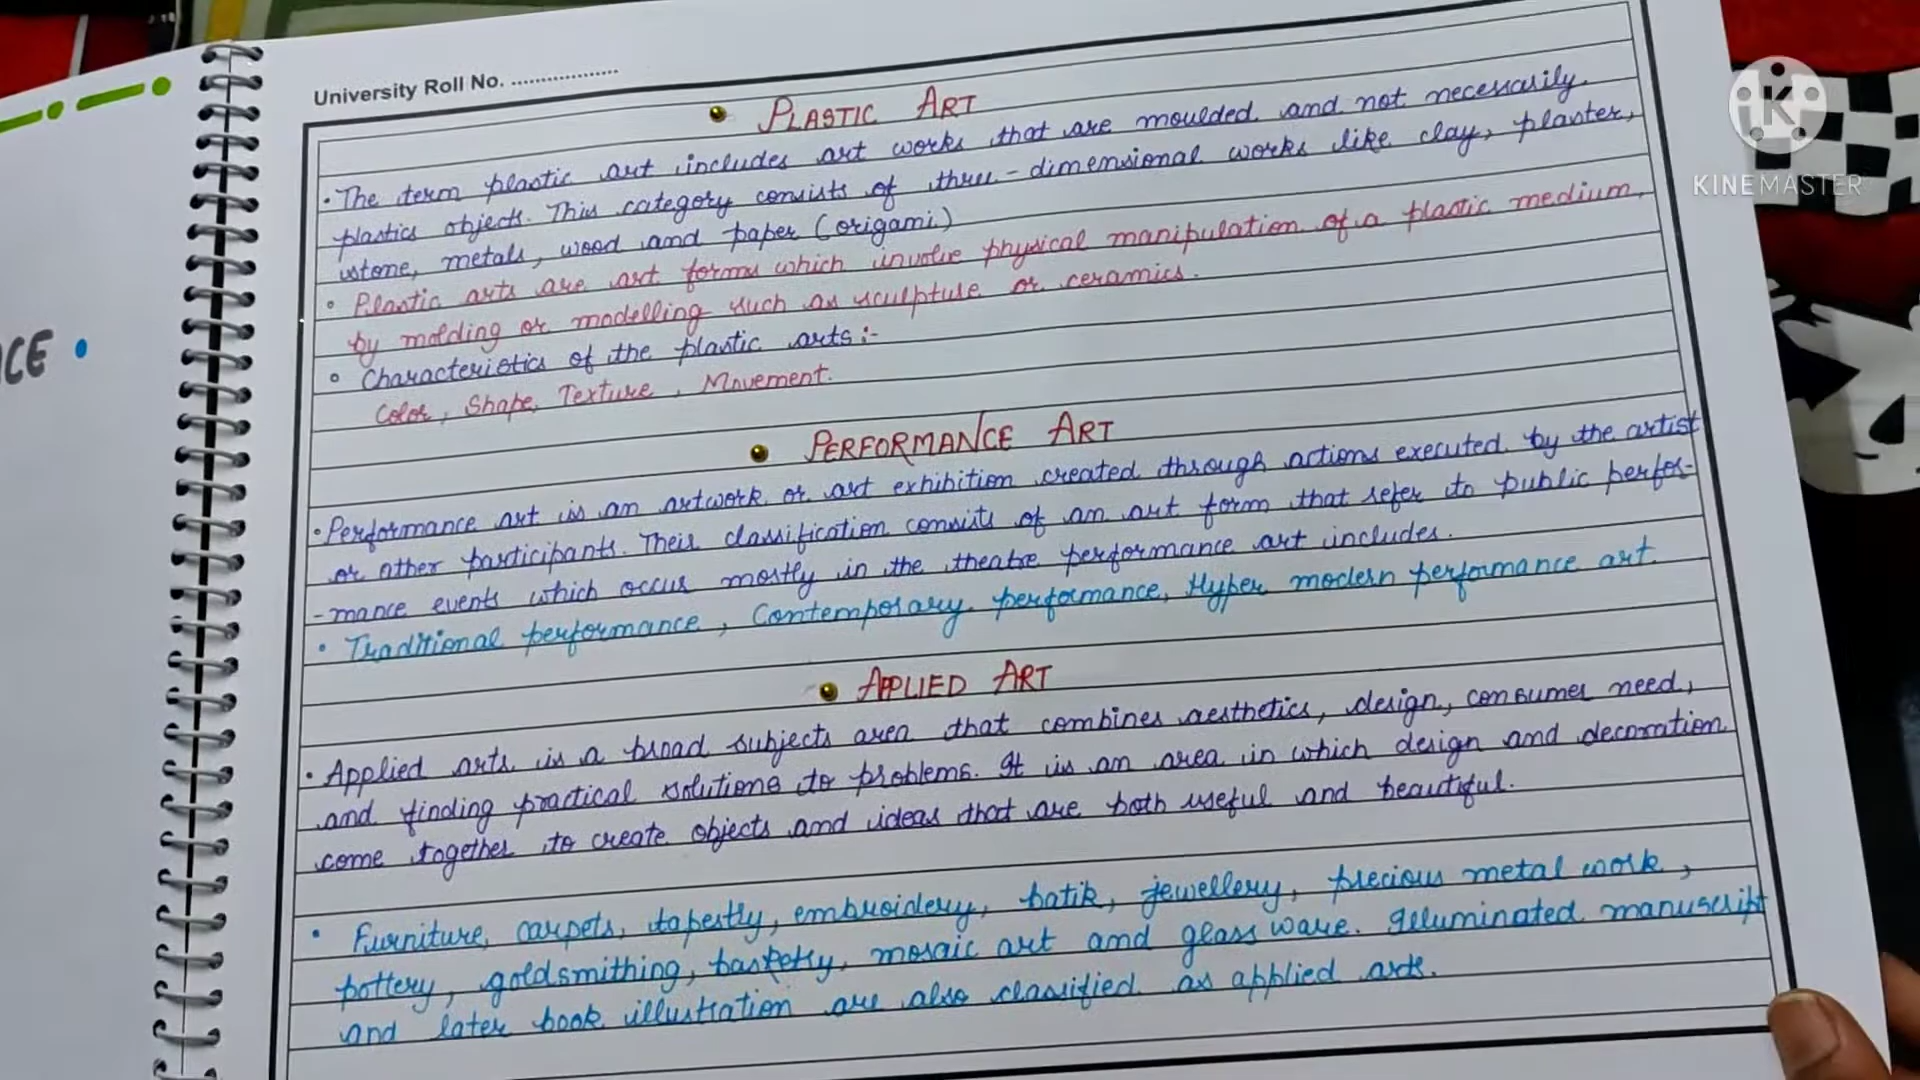 University Roll No. ..................
PLASTIC ART
• The term plastic art includes art works that are moulded and not necessarily
plastics objects. This category consists of three-dimensional works like clay, plaster,
stone, metals, wood and paper (origami)
• Plastic arts are art forms which involve physical manipulation of a plastic medium,
by molding or modelling such as sculpture or ceramics.
• Characteristics of the plastic arts:-
Color, Shape, Texture, Movement.
PERFORMANCE ART
• Performance art is an artwork or art exhibition created through actions executed by the artist
or other participants. Their classification consists of an art form that refer to public perfor-
-mance events which occur mostly in the theatre performance art includes.
• Traditional performance, Contemporary performance, Hyper modern performance art.
APPLIED ART
• Applied arts is a broad subjects area that combines aesthetics, design, consumer need,
and finding practical solutions to problems. It is an area in which design and decoration
come together to create objects and ideas that are both useful and beautiful.
• Furniture, carpets, tapestly, embroidery, batik, jewellery, precious metal work,
pottery, goldsmithing, basketry, mosaic art and glass ware. Illuminated manuscript
and later book illustration are also classified as applied arts.
CE •
KINEMASTER